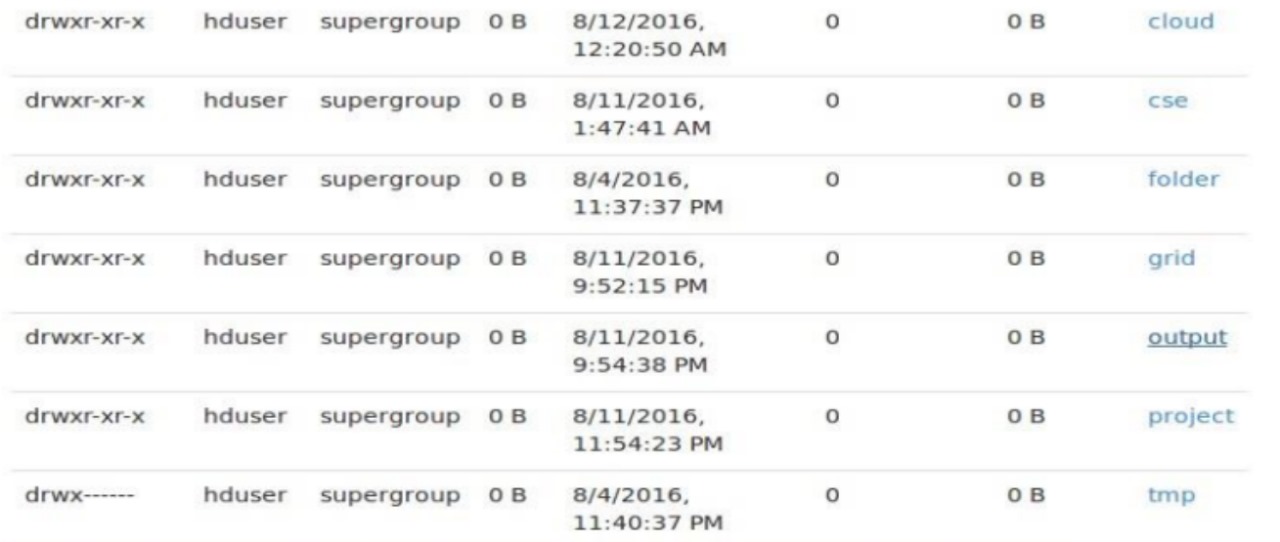 drwxr-xr-x hduser supergroup 0 B 8/12/2016, 0 0 B cloud
12:20:50 AM
drwxr-xr-x hduser supergroup 0 B 8/11/2016, 0 0 B cse
1:47:41 AM
drwxr-xr-x hduser supergroup 0 B 8/4/2016, 0 0 B folder
11:37:37 PM
drwxr-xr-x hduser supergroup 0 B 8/11/2016, 0 0 B grid
9:52:15 PM
drwxr-xr-x hduser supergroup 0 B 8/11/2016, 0 0 B output
9:54:38 PM
drwxr-xr-x hduser supergroup 0 B 8/11/2016, 0 0 B project
11:54:23 PM
drwx------ hduser supergroup 0 B 8/4/2016, 0 0 B tmp
11:40:37 PM